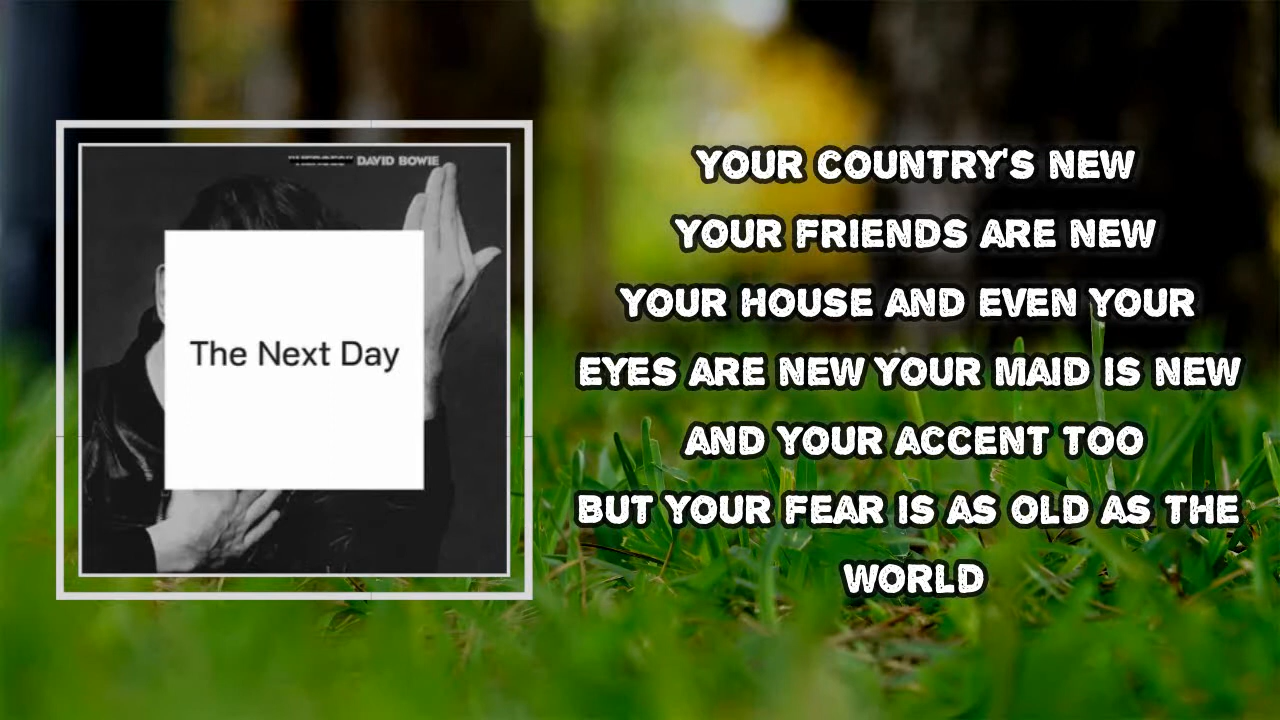 "HEROES" DAVID BOWIE
The Next Day
YOUR COUNTRY'S NEW
YOUR FRIENDS ARE NEW
YOUR HOUSE AND EVEN YOUR
EYES ARE NEW YOUR MAID IS NEW
AND YOUR ACCENT TOO
BUT YOUR FEAR IS AS OLD AS THE
WORLD